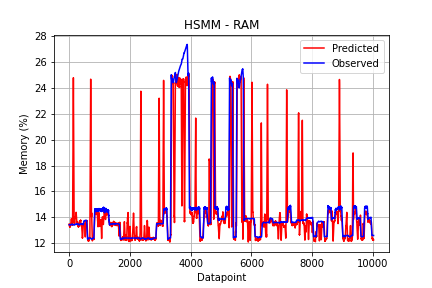 HSMM - RAM
28
26
24
22
20
18
16
14
12
Memory (%)
Predicted
Observed
0 2000 4000 6000 8000 10000
Datapoint